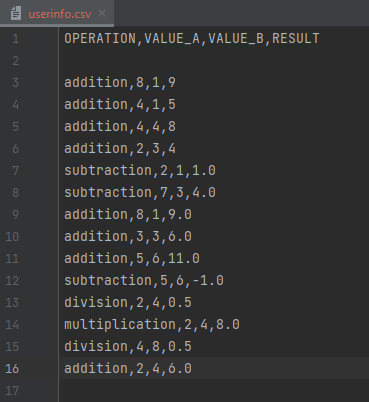 userinfo.csv
1 OPERATION,VALUE_A,VALUE_B,RESULT
2
3 addition,8,1,9
4 addition,4,1,5
5 addition,4,4,8
6 addition,2,3,4
7 subtraction,2,1,1.0
8 subtraction,7,3,4.0
9 addition,8,1,9.0
10 addition,3,3,6.0
11 addition,5,6,11.0
12 subtraction,5,6,-1.0
13 division,2,4,0.5
14 multiplication,2,4,8.0
15 division,4,8,0.5
16 addition,2,4,6.0
17